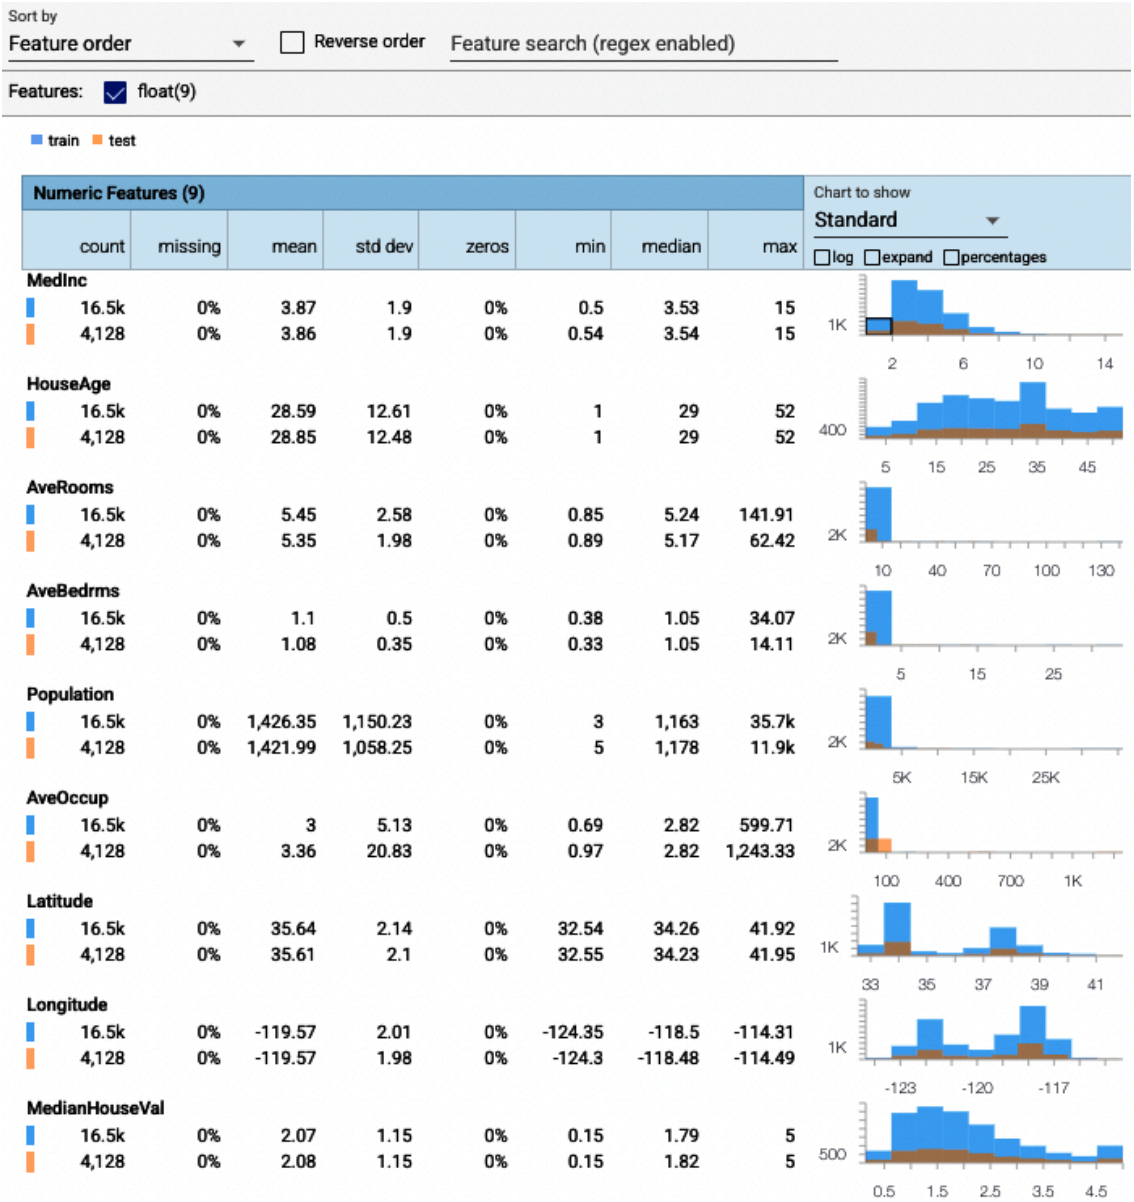 Sort by
Feature order
Reverse order
Feature search (regex enabled)
Features: float(9)
train test
Numeric Features (9)
Chart to show
Standard
count missing mean std dev zeros min median max
log expand percentages
MedInc
16.5k 0% 3.87 1.9 0% 0.5 3.53 15
4,128 0% 3.86 1.9 0% 0.54 3.54 15
1K
2 6 10 14
HouseAge
16.5k 0% 28.59 12.61 0% 1 29 52
4,128 0% 28.85 12.48 0% 1 29 52
400
5 15 25 35 45
AveRooms
16.5k 0% 5.45 2.58 0% 0.85 5.24 141.91
4,128 0% 5.35 1.98 0% 0.89 5.17 62.42
2K
10 40 70 100 130
AveBedrms
16.5k 0% 1.1 0.5 0% 0.38 1.05 34.07
4,128 0% 1.08 0.35 0% 0.33 1.05 14.11
2K
5 15 25
Population
16.5k 0% 1,426.35 1,150.23 0% 3 1,163 35.7k
4,128 0% 1,421.99 1,058.25 0% 5 1,178 11.9k
2K
5K 15K 25K
AveOccup
16.5k 0% 3 5.13 0% 0.69 2.82 599.71
4,128 0% 3.36 20.83 0% 0.97 2.82 1,243.33
2K
100 400 700 1K
Latitude
16.5k 0% 35.64 2.14 0% 32.54 34.26 41.92
4,128 0% 35.61 2.1 0% 32.55 34.23 41.95
1K
33 35 37 39 41
Longitude
16.5k 0% -119.57 2.01 0% -124.35 -118.5 -114.31
4,128 0% -119.57 1.98 0% -124.3 -118.48 -114.49
1K
-123 -120 -117
MedianHouseVal
16.5k 0% 2.07 1.15 0% 0.15 1.79 5
4,128 0% 2.08 1.15 0% 0.15 1.82 5
500
0.5 1.5 2.5 3.5 4.5